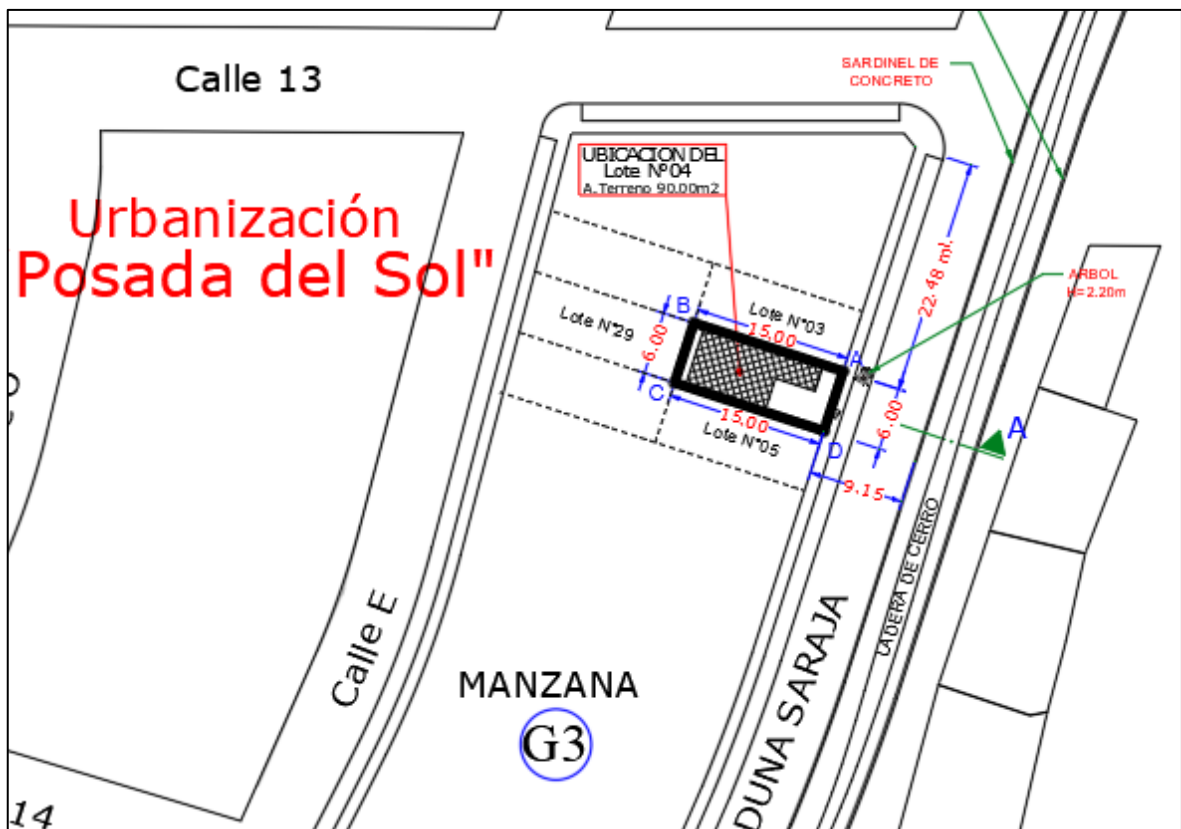 Calle 13
SARDINEL DE
CONCRETO
UBICACION DEL
Lote Nº04
A. Terreno 90.00m2
Urbanización
Posada del Sol"
22.48 ml.
ARBOL
H=2.20m
B
Lote N°03
15.00
Lote N°29
6.00
A
C
15.00
Lote N°05
D
6.00
A
9.15
LADERA DE CERRO
Calle E
DUNA SARAJA
MANZANA
G3
14